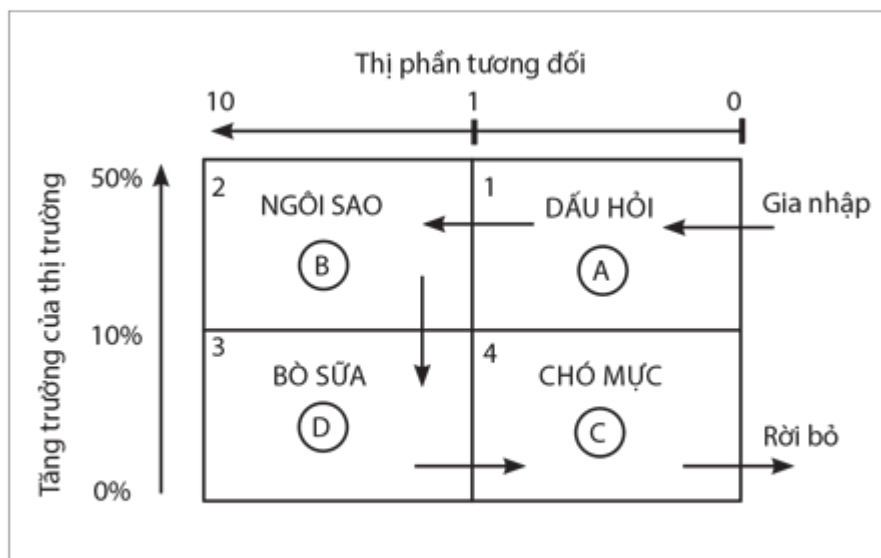 Thị phần tương đối
10 1 0
Tăng trưởng của thị trường
50%
2 1
NGÔI SAO DẤU HỎI Gia nhập
B A
10%
3 4
BÒ SỮA CHÓ MỰC
D C
Rời bỏ
0%